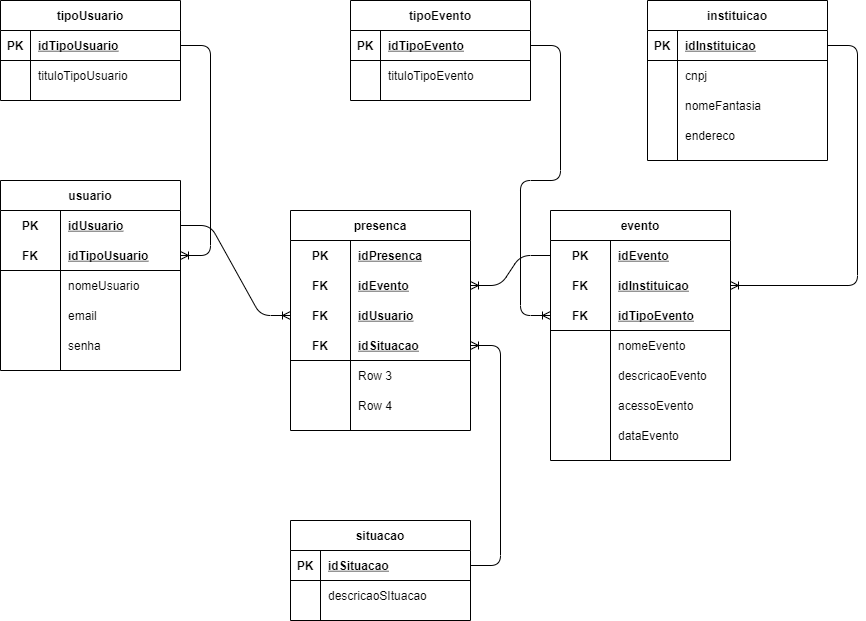 tipoUsuario
PK idTipoUsuario
tituloTipoUsuario
tipoEvento
PK idTipoEvento
tituloTipoEvento
instituicao
PK idInstituicao
cnpj
nomeFantasia
endereco
usuario
PK idUsuario
FK idTipoUsuario
nomeUsuario
email
senha
presenca
PK idPresenca
FK idEvento
FK idUsuario
FK idSituacao
Row 3
Row 4
evento
PK idEvento
FK idInstituicao
FK idTipoEvento
nomeEvento
descricaoEvento
acessoEvento
dataEvento
situacao
PK idSituacao
descricaoSItuacao